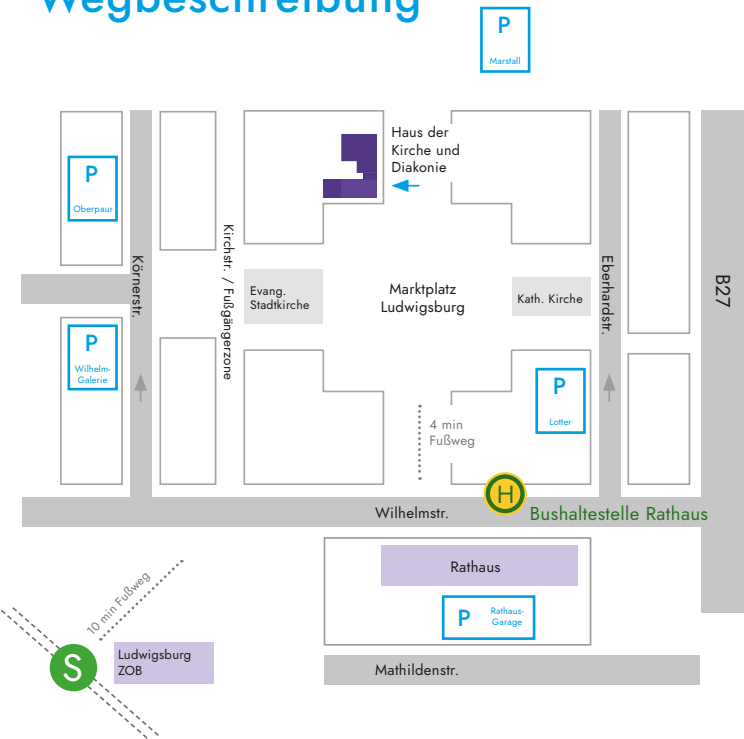 Wegbeschreibung
P
Marstall
Haus der
Kirche und
Diakonie
P
Oberpaur
Körnerstr.
Kirchstr. / Fußgängerzone
Evang.
Stadtkirche
Marktplatz
Ludwigsburg
Kath. Kirche
Eberhardstr.
B27
P
Wilhelm-
Galerie
P
Lotter
4 min
Fußweg
H
Wilhelmstr.
Bushaltestelle Rathaus
Rathaus
P
Rathaus-
Garage
10 min Fußweg
S
Ludwigsburg
ZOB
Mathildenstr.